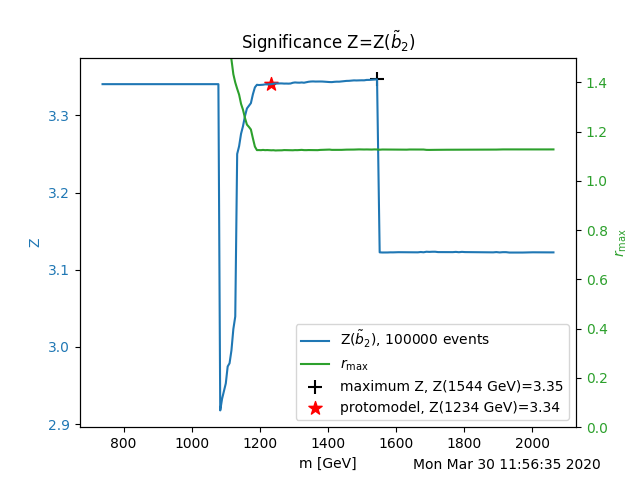 Significance Z=Z(b̃₂)
3.3
3.2
3.1
3.0
2.9
Z
1.4
1.2
1.0
0.8
0.6
0.4
0.2
0.0
r_max
Z(b̃₂), 100000 events
r_max
maximum Z, Z(1544 GeV)=3.35
protomodel, Z(1234 GeV)=3.34
800 1000 1200 1400 1600 1800 2000
m [GeV]
Mon Mar 30 11:56:35 2020